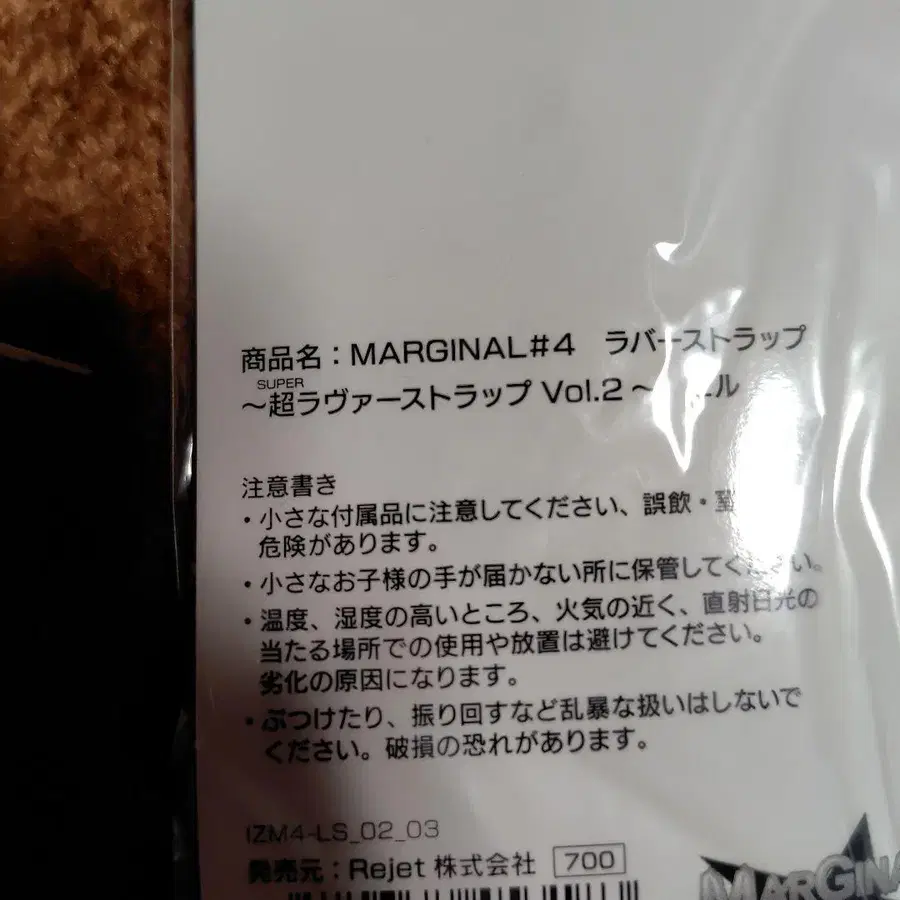 商品名：MARGINAL#4 ラバーストラップ
SUPER
～超ラヴァーストラップ Vol.2～
注意書き
・小さな付属品に注意してください、誤飲・
危険があります。
・小さなお子様の手が届かない所に保管してください。
・温度、湿度の高いところ、火気の近く、直射日光の
当たる場所での使用や放置は避けてください。
劣化の原因になります。
・ぶつけたり、振り回すなど乱暴な扱いはしないで
ください。破損の恐れがあります。
IZM4-LS_02_03
発売元：Rejet 株式会社 700